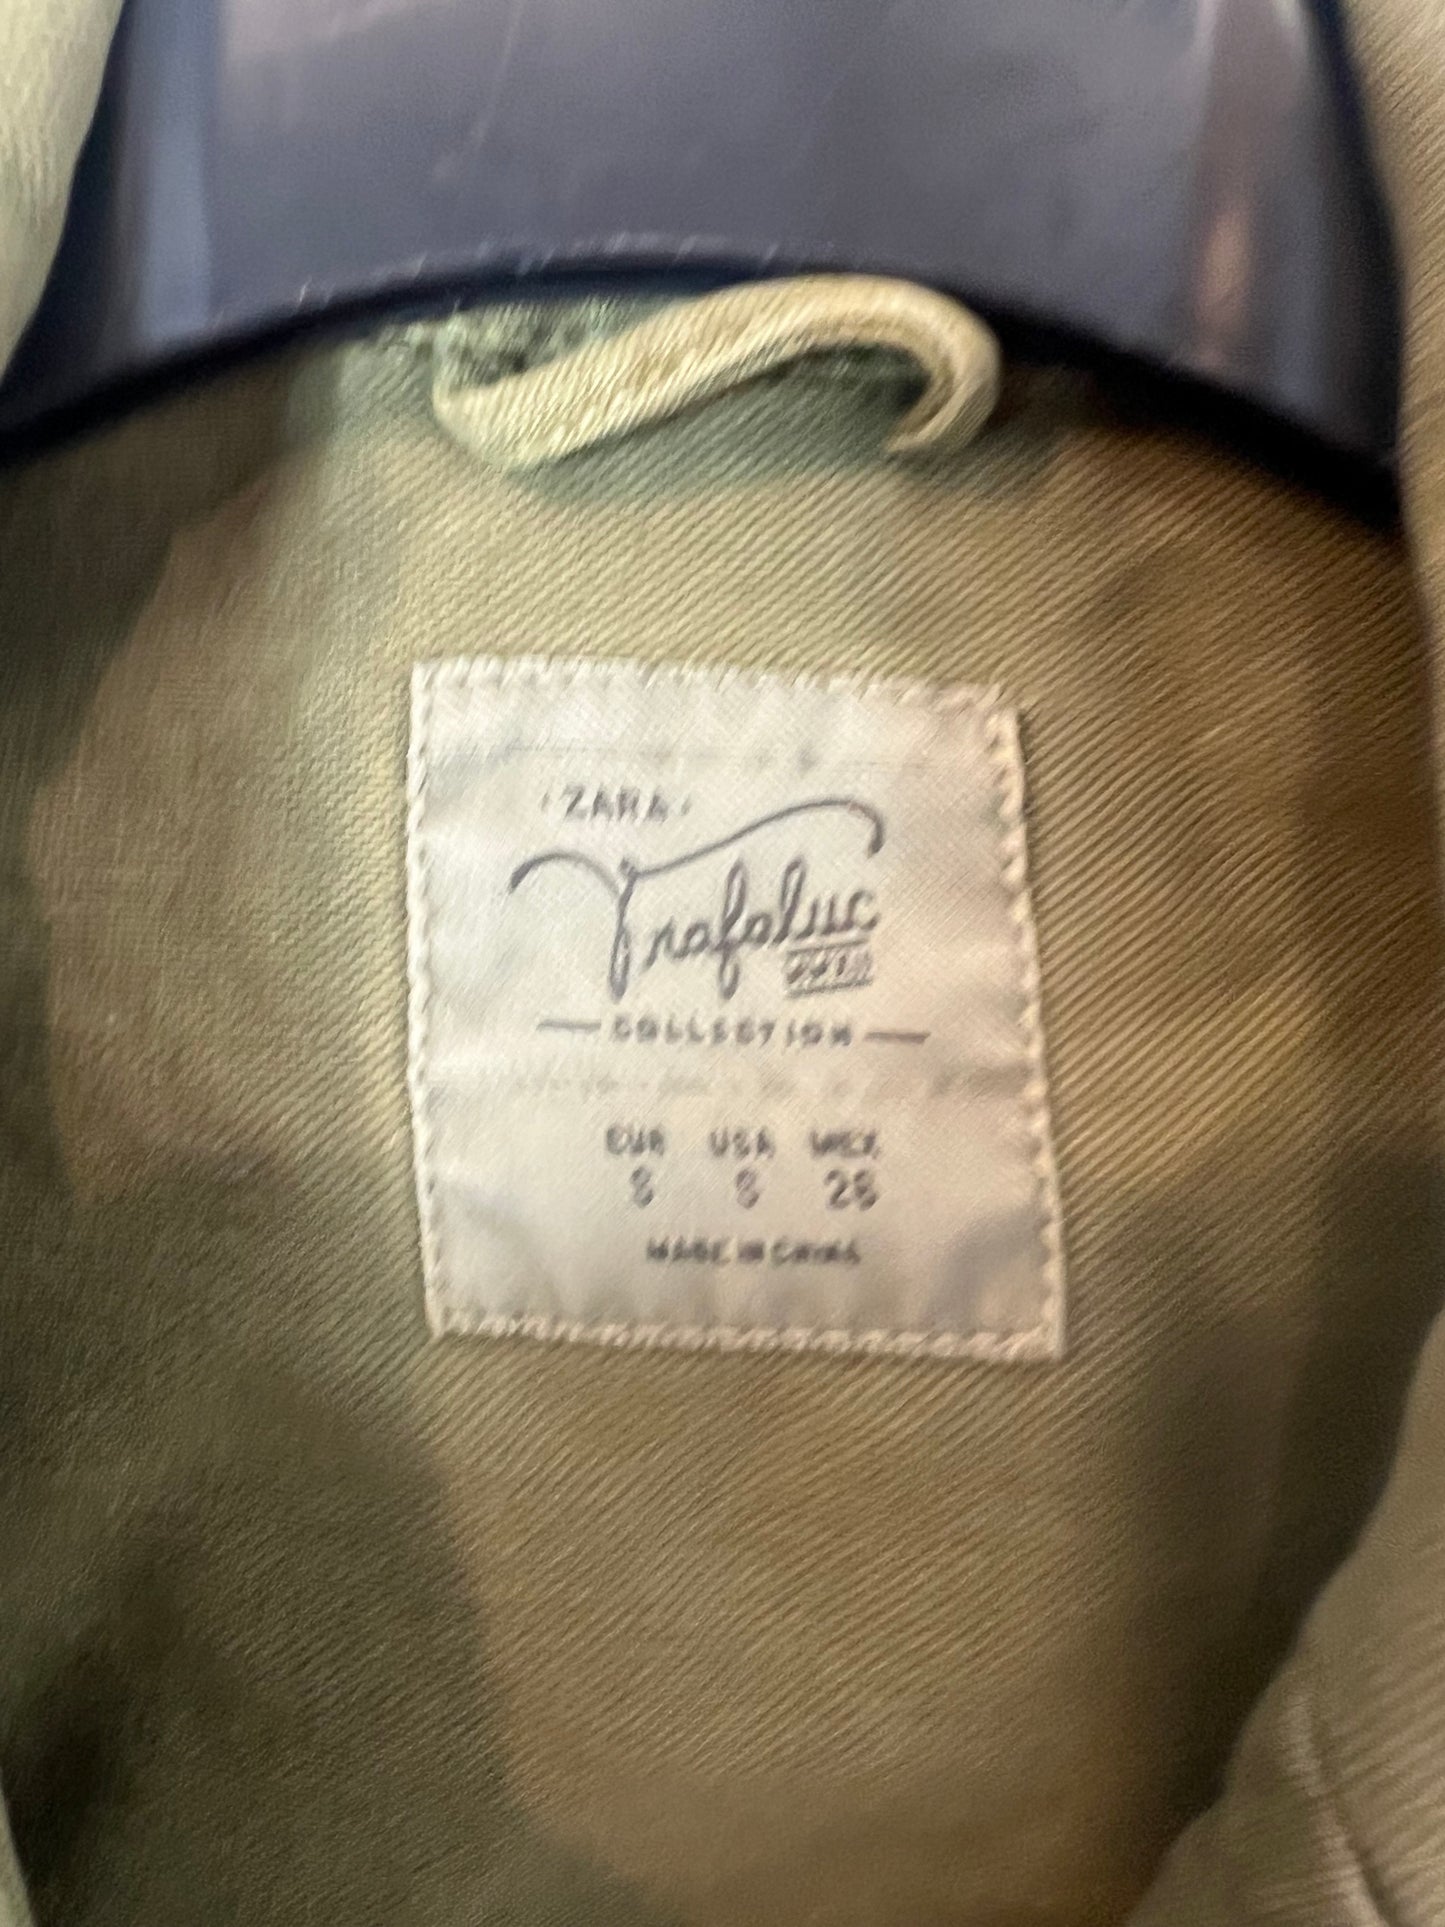 · ZARA ·
Trafaluc
COLLECTION
EUR USA MEX
S S 26
MADE IN CHINA